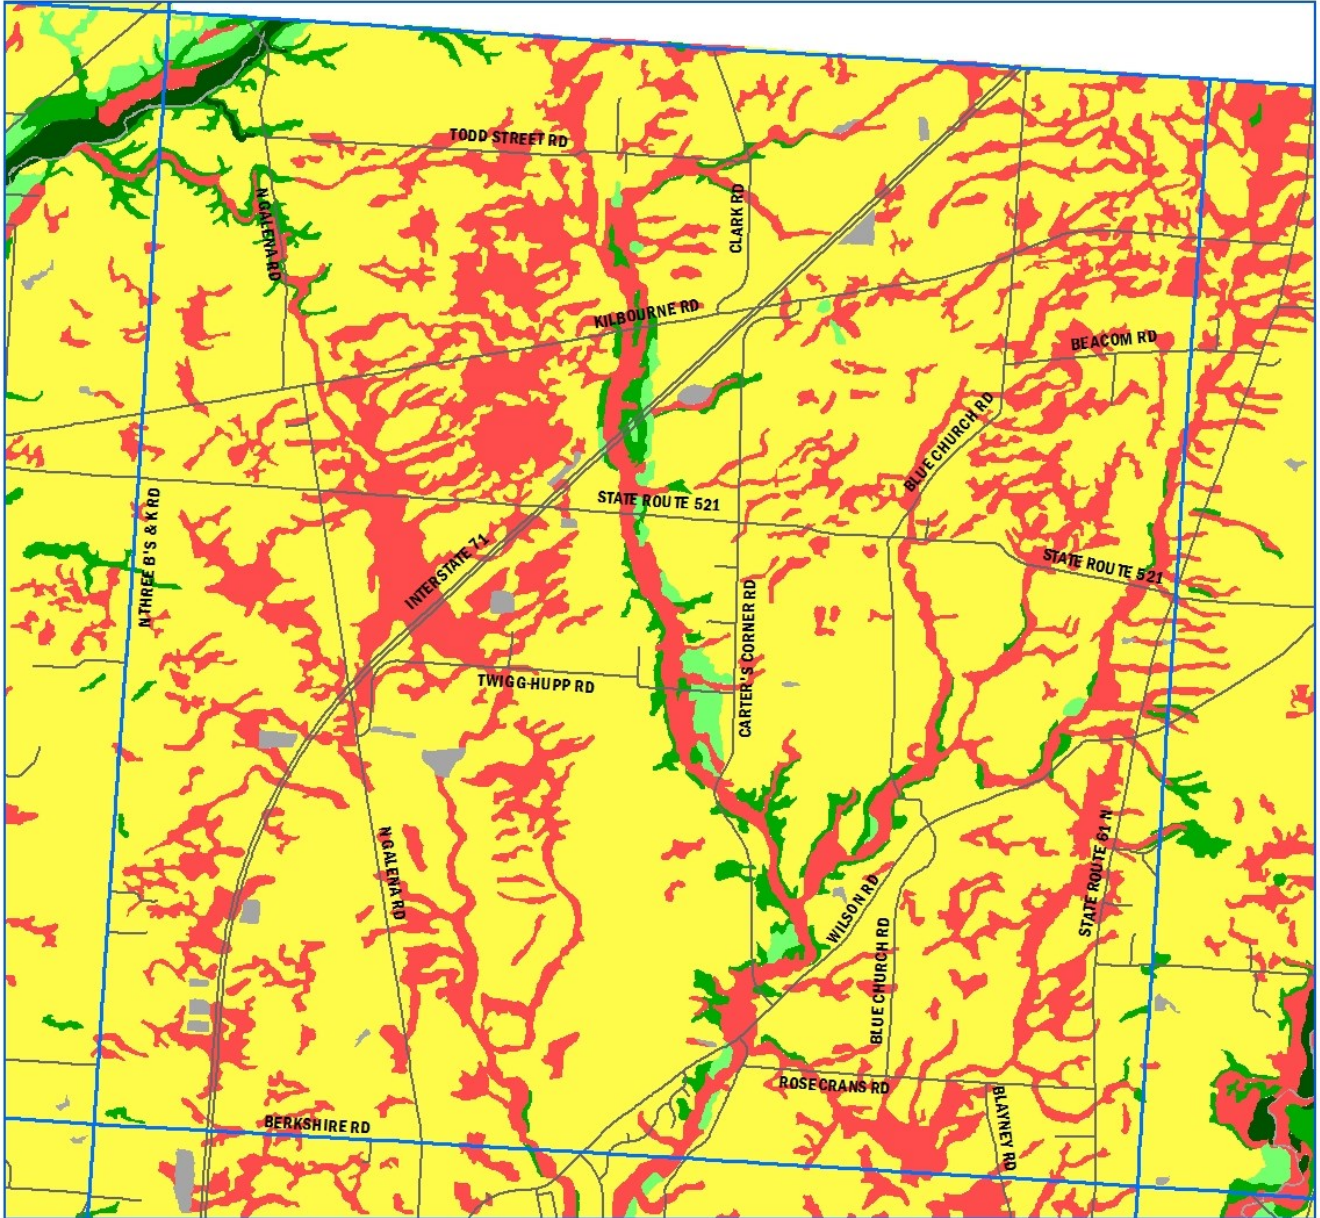 TODD STREET RD
N GALENA RD
CLARK RD
KILBOURNE RD
BEACOM RD
BLUE CHURCH RD
STATE ROUTE 521
N THREE B'S & K RD
INTERSTATE 71
STATE ROUTE 521
CARTER'S CORNER RD
TWIGG-HUPP RD
N GALENA RD
STATE ROUTE 61 N
WILSON RD
BLUE CHURCH RD
ROSECRANS RD
BLAYNEY RD
BERKSHIRE RD